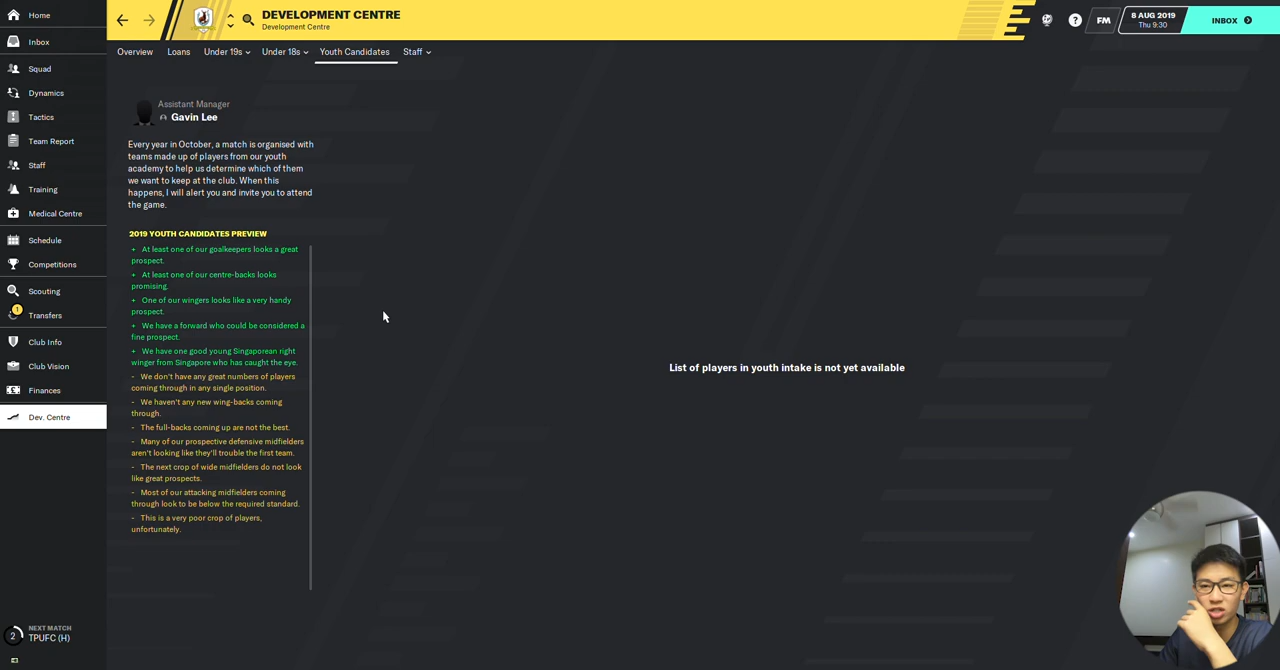 Home
DEVELOPMENT CENTRE
Development Centre
FM
8 AUG 2019
Thu 9:30
INBOX
Inbox
Overview
Loans
Under 19s
Under 18s
Youth Candidates
Staff
Squad
Dynamics
Tactics
Team Report
Staff
Training
Medical Centre
Schedule
Competitions
Scouting
1
Transfers
Club Info
Club Vision
Finances
Dev. Centre
Assistant Manager
Gavin Lee
Every year in October, a match is organised with
teams made up of players from our youth
academy to help us determine which of them
we want to keep at the club. When this
happens, I will alert you and invite you to attend
the game.
2019 YOUTH CANDIDATES PREVIEW
+ At least one of our goalkeepers looks a great
prospect.
+ At least one of our centre-backs looks
promising.
+ One of our wingers looks like a very handy
prospect.
+ We have a forward who could be considered a
fine prospect.
+ We have one good young Singaporean right
winger from Singapore who has caught the eye.
- We don't have any great numbers of players
coming through in any single position.
- We haven't any new wing-backs coming
through.
- The full-backs coming up are not the best.
- Many of our prospective defensive midfielders
aren't looking like they'll trouble the first team.
- The next crop of wide midfielders do not look
like great prospects.
- Most of our attacking midfielders coming
through look to be below the required standard.
- This is a very poor crop of players,
unfortunately.
List of players in youth intake is not yet available
2
NEXT MATCH
TPUFC (H)